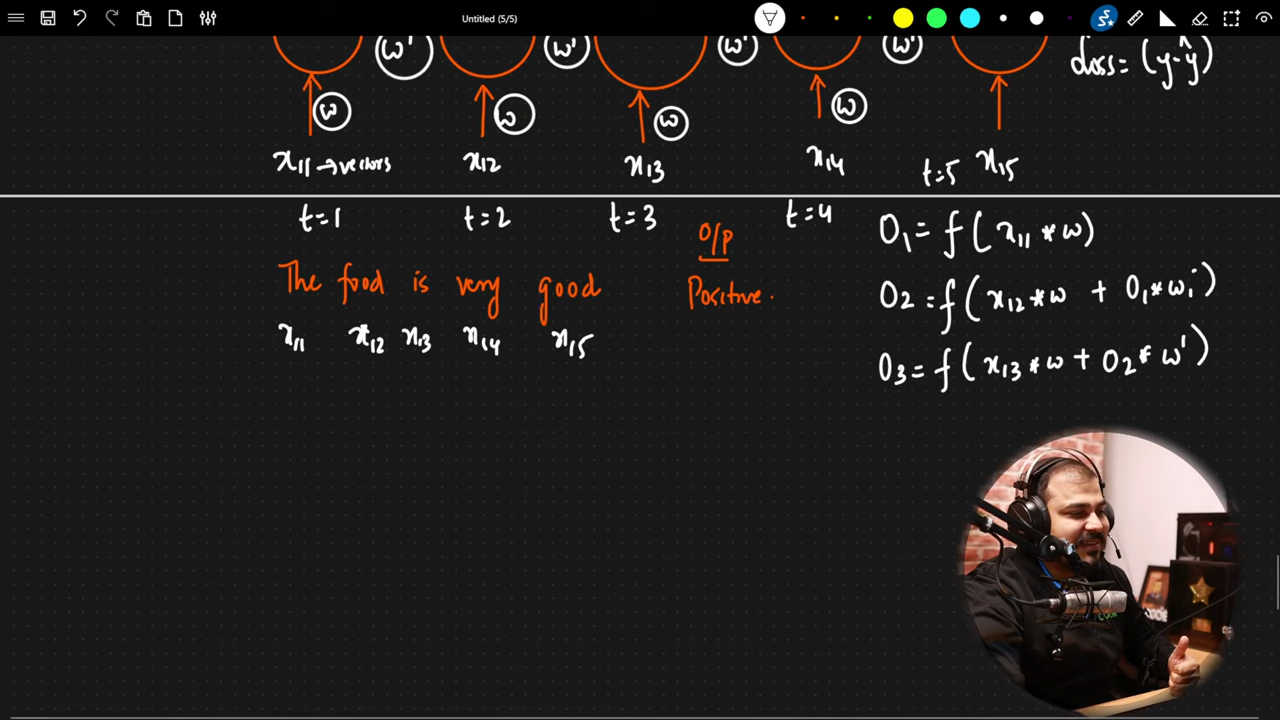 Untitled (5/5)
w' w' w' w' loss = (y - ŷ)
w w w w
x11 → vectors x12 x13 x14 t=5 x15
t=1 t=2 t=3 t=4
O1 = f(x11 * w)
O/P
The food is very good Positive.
O2 = f(x12 * w + O1 * w')
x11 x12 x13 x14 x15
O3 = f(x13 * w + O2 * w')